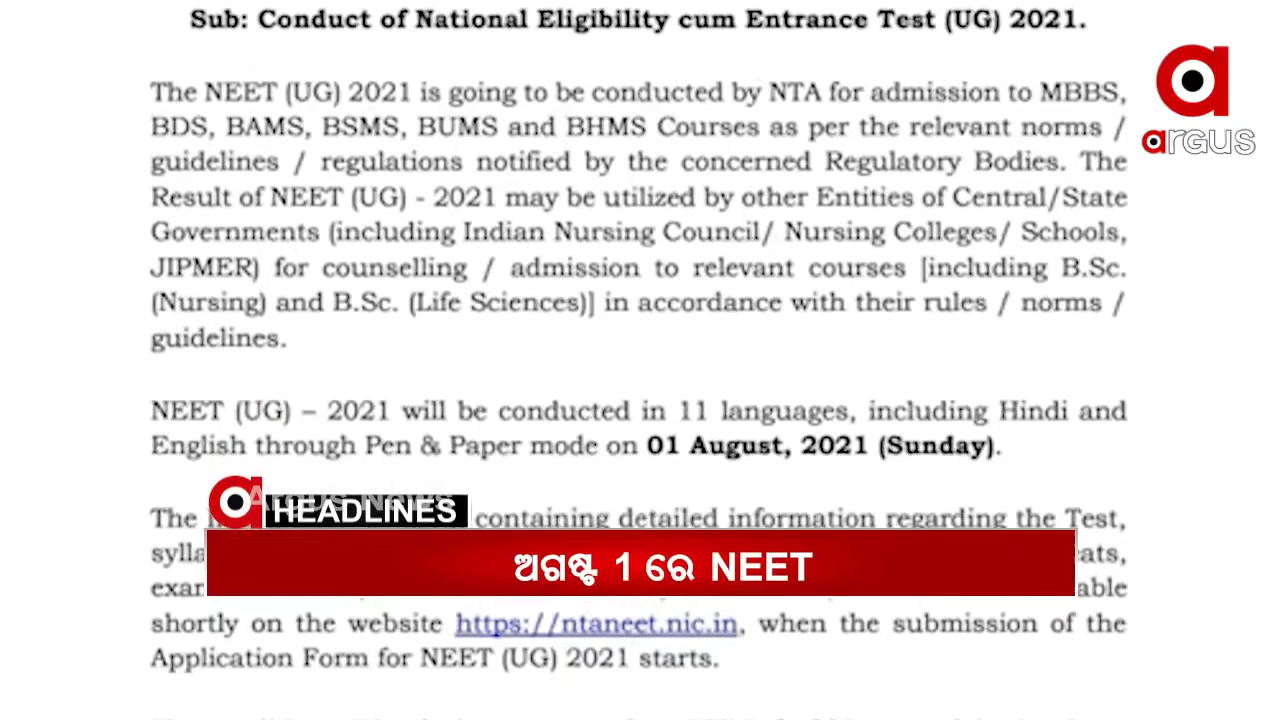 Sub: Conduct of National Eligibility cum Entrance Test (UG) 2021.
The NEET (UG) 2021 is going to be conducted by NTA for admission to MBBS,
BDS, BAMS, BSMS, BUMS and BHMS Courses as per the relevant norms /
guidelines / regulations notified by the concerned Regulatory Bodies. The
Result of NEET (UG) - 2021 may be utilized by other Entities of Central/State
Governments (including Indian Nursing Council/ Nursing Colleges/ Schools,
JIPMER) for counselling / admission to relevant courses [including B.Sc.
(Nursing) and B.Sc. (Life Sciences)] in accordance with their rules / norms /
guidelines.
argus
NEET (UG) – 2021 will be conducted in 11 languages, including Hindi and
English through Pen & Paper mode on 01 August, 2021 (Sunday).
Argus News
HEADLINES
The containing detailed information regarding the Test,
ଅଗଷ୍ଟ 1 ରେ NEET
shortly on the website https://ntaneet.nic.in, when the submission of the
Application Form for NEET (UG) 2021 starts.